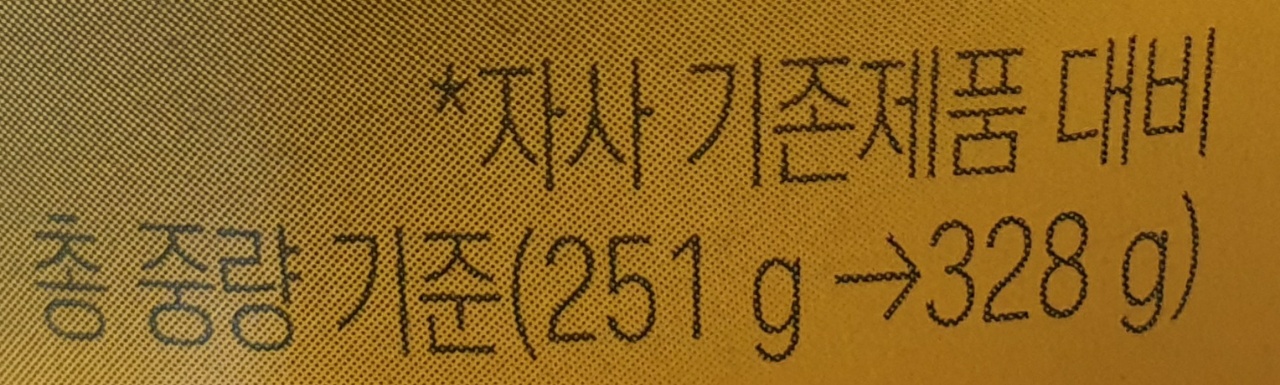 *자사 기존제품 대비
총 중량 기준(251 g →328 g)